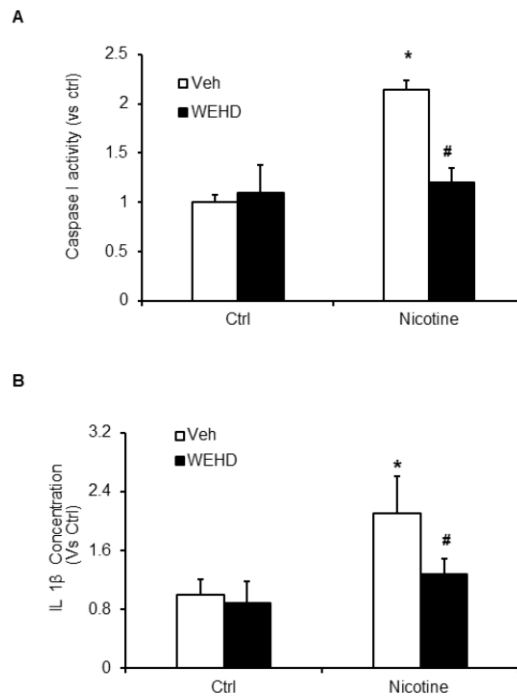 A
Caspase I activity (vs ctrl)
2.5
2
1.5
1
0.5
0
Veh
WEHD
*
#
Ctrl
Nicotine
B
IL 1β Concentration
(Vs Ctrl)
3.2
2.4
1.6
0.8
0
Veh
WEHD
*
#
Ctrl
Nicotine